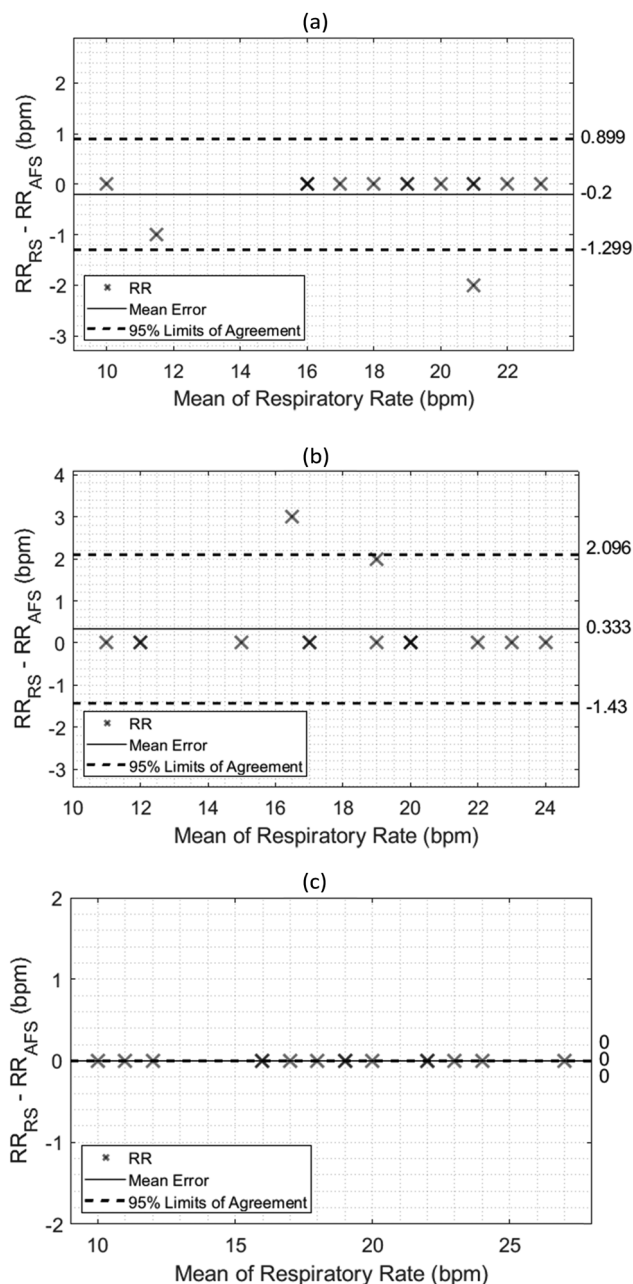 (a)
2
1
0
-1
-2
-3
RR_RS - RR_AFS (bpm)
0.899
-0.2
-1.299
RR
Mean Error
95% Limits of Agreement
10 12 14 16 18 20 22
Mean of Respiratory Rate (bpm)
(b)
4
3
2
1
0
-1
-2
-3
RR_RS - RR_AFS (bpm)
2.096
0.333
-1.43
RR
Mean Error
95% Limits of Agreement
10 12 14 16 18 20 22 24
Mean of Respiratory Rate (bpm)
(c)
2
1
0
-1
-2
RR_RS - RR_AFS (bpm)
0
0
0
RR
Mean Error
95% Limits of Agreement
10 15 20 25
Mean of Respiratory Rate (bpm)